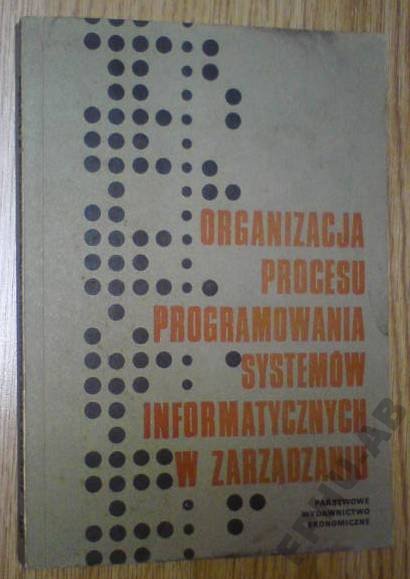 ORGANIZACJA
PROCESU
PROGRAMOWANIA
SYSTEMÓW
INFORMATYCZNYCH
W ZARZĄDZANIU
PAŃSTWOWE
WYDAWNICTWO
EKONOMICZNE